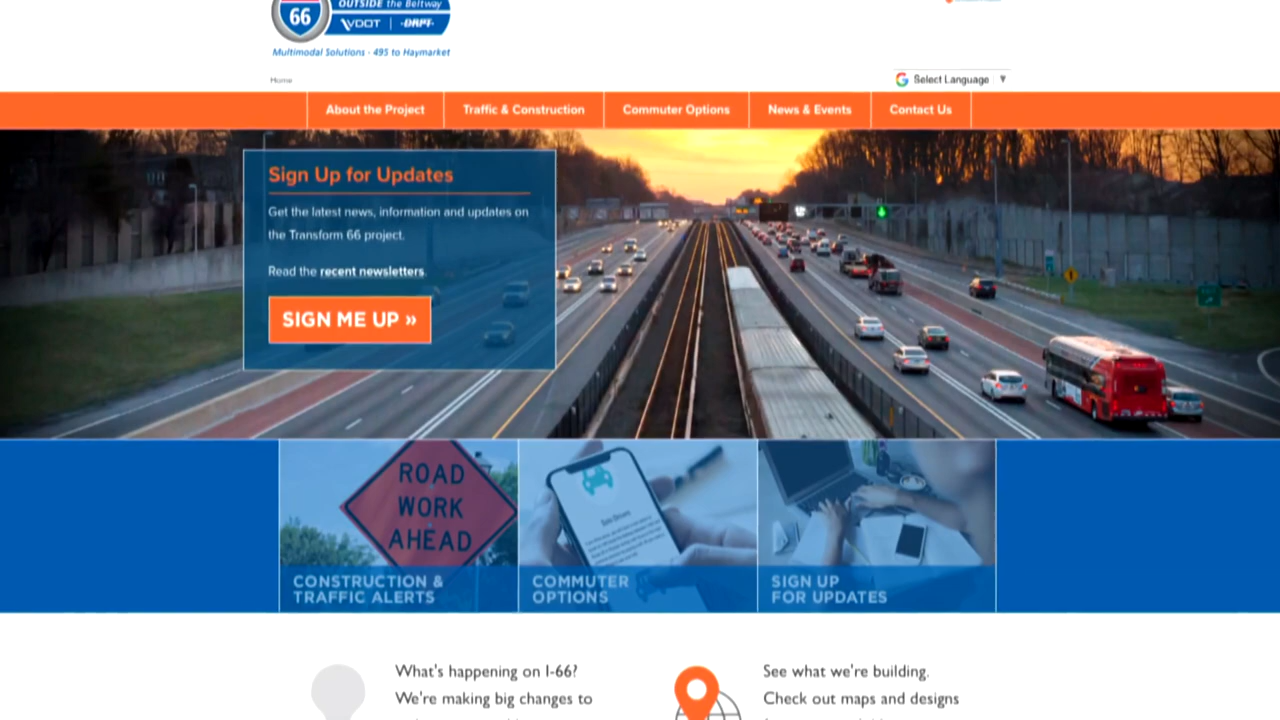 66
OUTSIDE the Beltway
VDOT | DRPT
Multimodal Solutions - 495 to Haymarket
Home
Select Language
About the Project
Traffic & Construction
Commuter Options
News & Events
Contact Us
Sign Up for Updates
Get the latest news, information and updates on
the Transform 66 project.
Read the recent newsletters.
SIGN ME UP »
ROAD
WORK
AHEAD
CONSTRUCTION &
TRAFFIC ALERTS
COMMUTER
OPTIONS
SIGN UP
FOR UPDATES
What's happening on I-66?
We're making big changes to
See what we're building.
Check out maps and designs